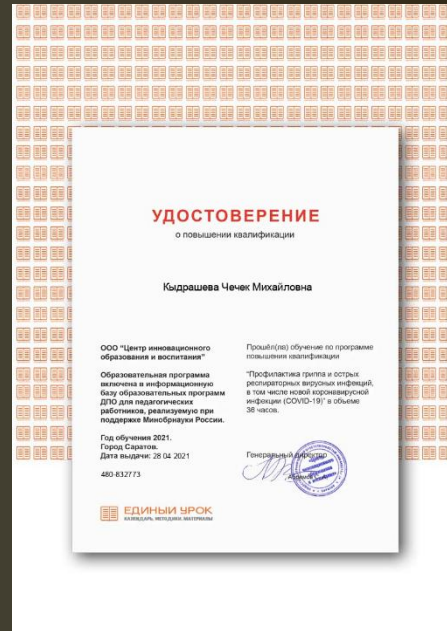 УДОСТОВЕРЕНИЕ
о повышении квалификации
Кыдрашева Чечек Михайловна
ООО "Центр инновационного
образования и воспитания"
Образовательная программа
включена в информационную
базу образовательных программ
ДПО для педагогических
работников, реализуемую при
поддержке Минобрнауки России.
Год обучения 2021.
Город Саратов.
Дата выдачи: 28 04 2021
480-832773
Прошёл(ла) обучение по программе
повышения квалификации
"Профилактика гриппа и острых
респираторных вирусных инфекций,
в том числе новой коронавирусной
инфекции (COVID-19)" в объеме
36 часов.
Генеральный директор
ЕДИНЫЙ УРОК
КАЛЕНДАРЬ, МЕТОДИКИ, МАТЕРИАЛЫ